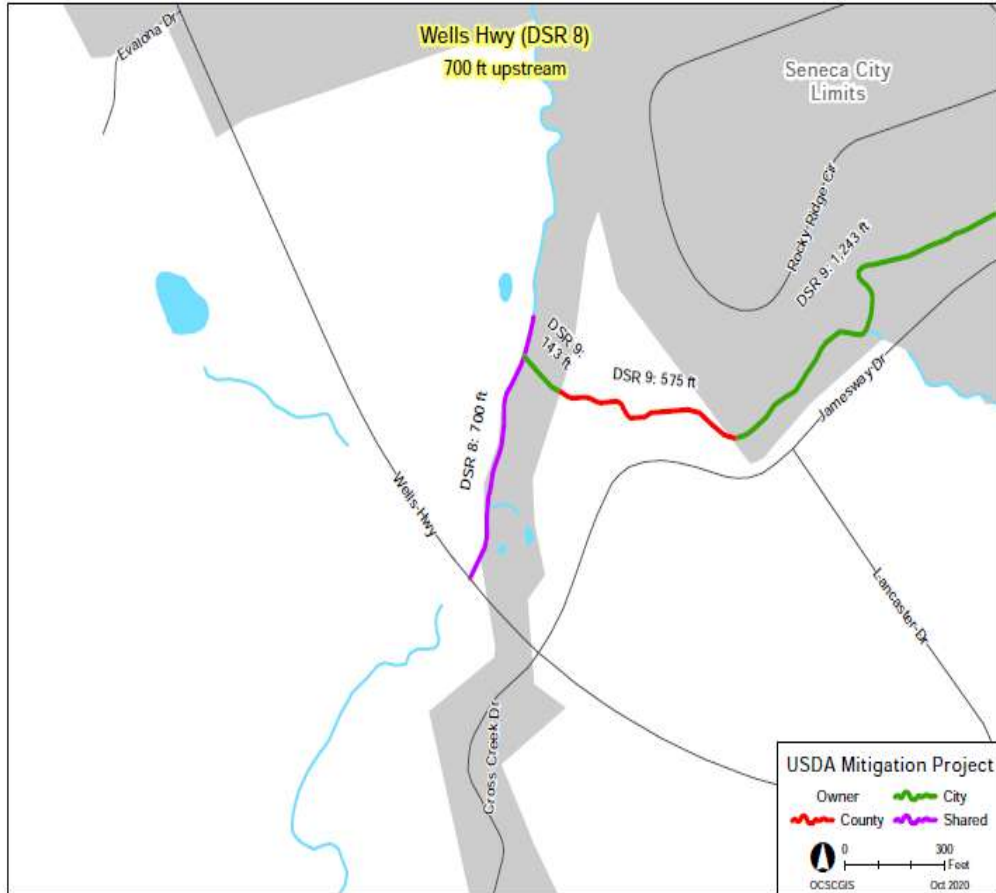 Wells Hwy (DSR 8)
700 ft upstream
Evalona Dr
Seneca City
Limits
Rocky Ridge Cir
DSR 9: 1,243 ft
DSR 9:
143 ft
DSR 9: 575 ft
Jamesway Dr
DSR 8: 700 ft
Wells Hwy
Lancaster Dr
Cross Creek Dr
USDA Mitigation Project
Owner
City
County
Shared
0
300
Feet
OCSCGIS
Oct 2020